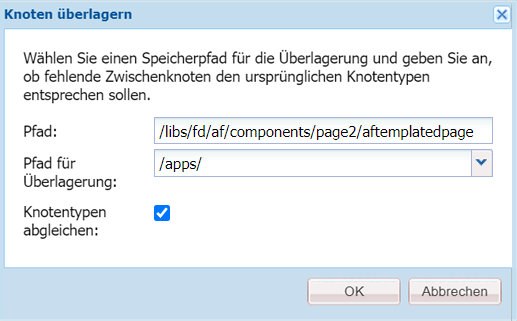 Knoten überlagern
Wählen Sie einen Speicherpfad für die Überlagerung und geben Sie an,
ob fehlende Zwischenknoten den ursprünglichen Knotentypen
entsprechen sollen.
Pfad: /libs/fd/af/components/page2/aftemplatedpage
Pfad für /apps/
Überlagerung:
Knotentypen
abgleichen:
OK Abbrechen